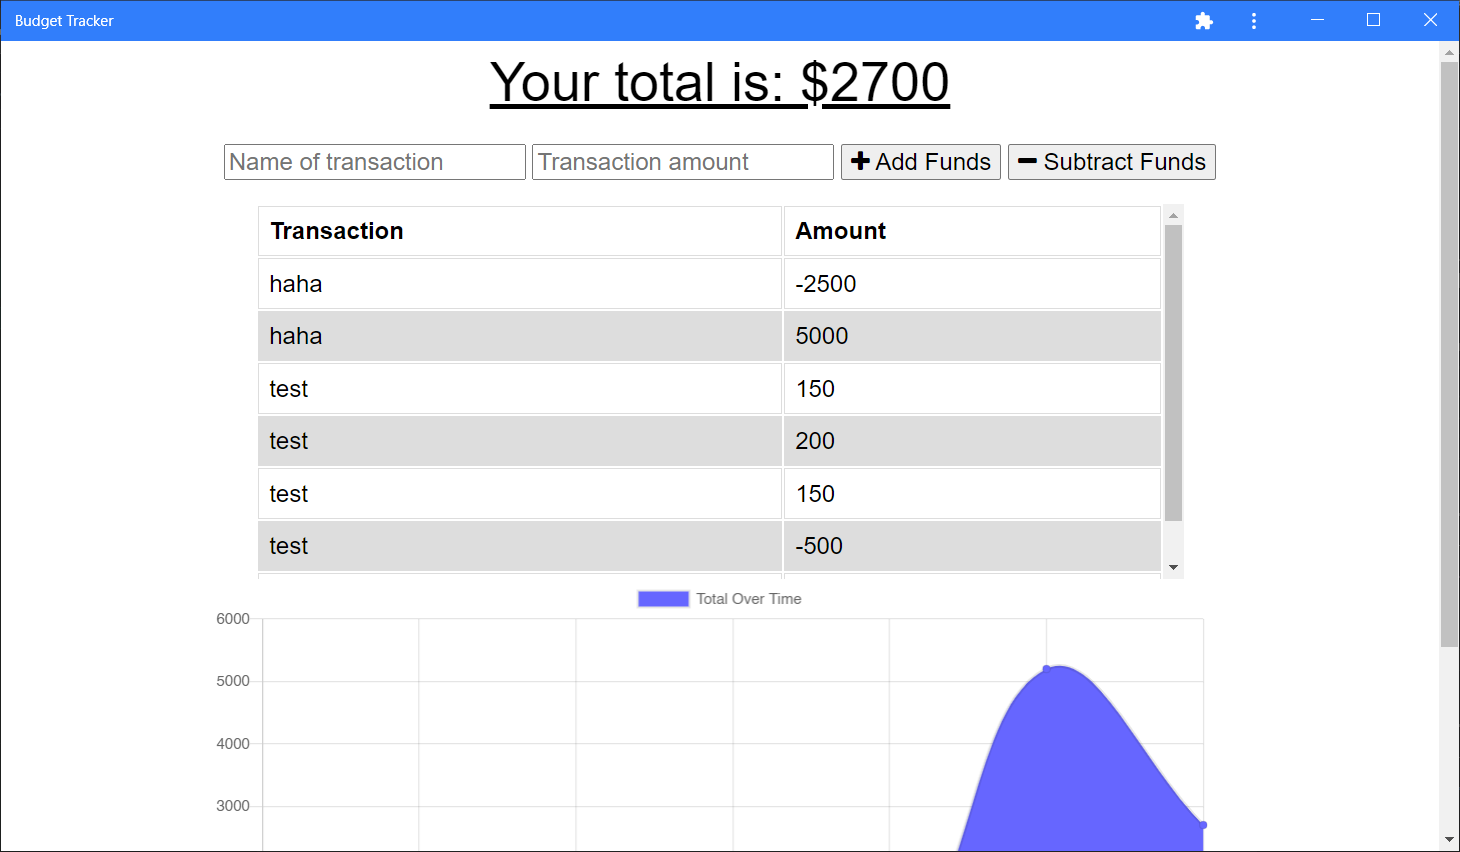 Budget Tracker
Your total is: $2700
Name of transaction Transaction amount Add Funds Subtract Funds
Transaction Amount
haha -2500
haha 5000
test 150
test 200
test 150
test -500
Total Over Time
6000
5000
4000
3000